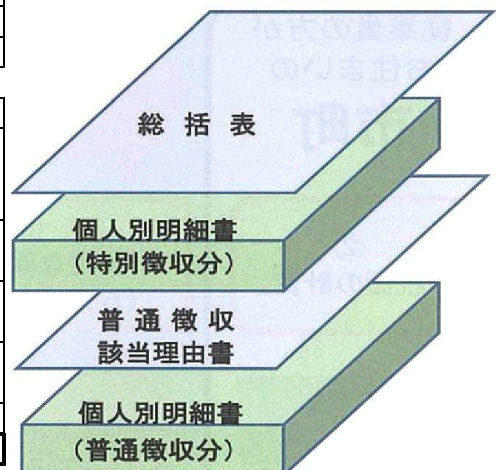 総括表
個人別明細書
（特別徴収分）
普通徴収
該当理由書
個人別明細書
（普通徴収分）